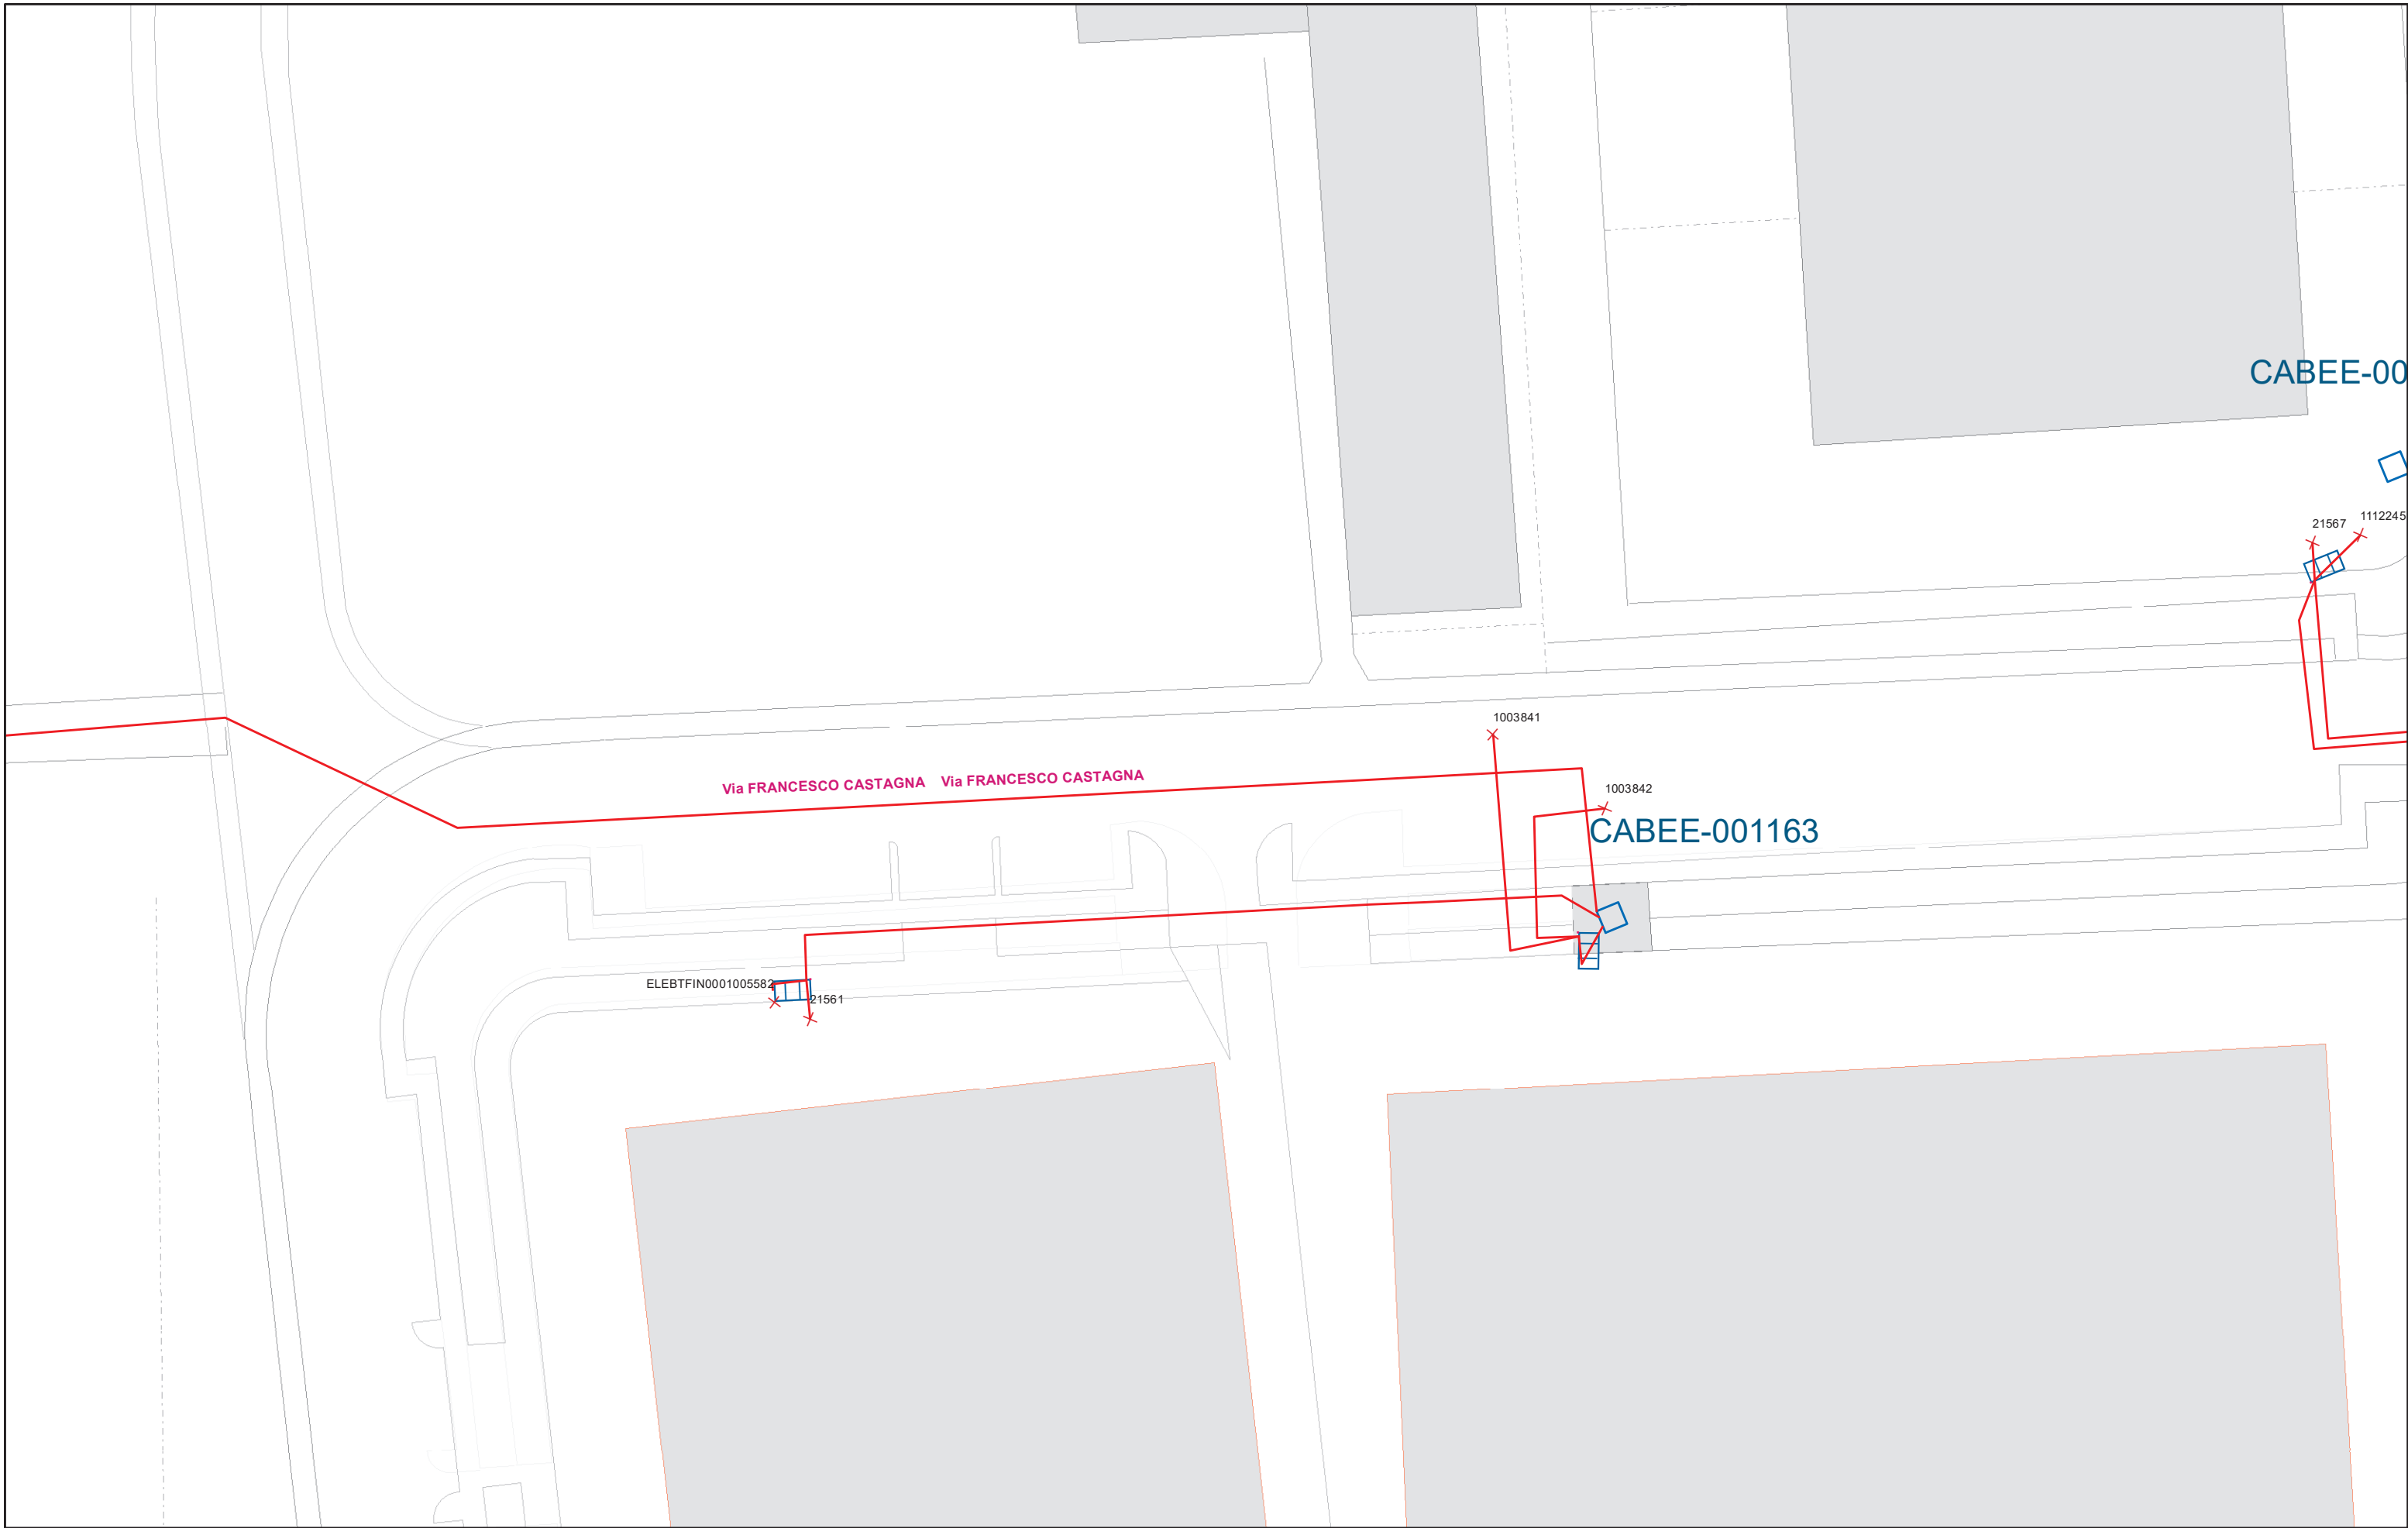 CABEE-00
1112245
21567
1003841
Via FRANCESCO CASTAGNA Via FRANCESCO CASTAGNA
1003842
CABEE-001163
ELEBTFIN0001005582
21561